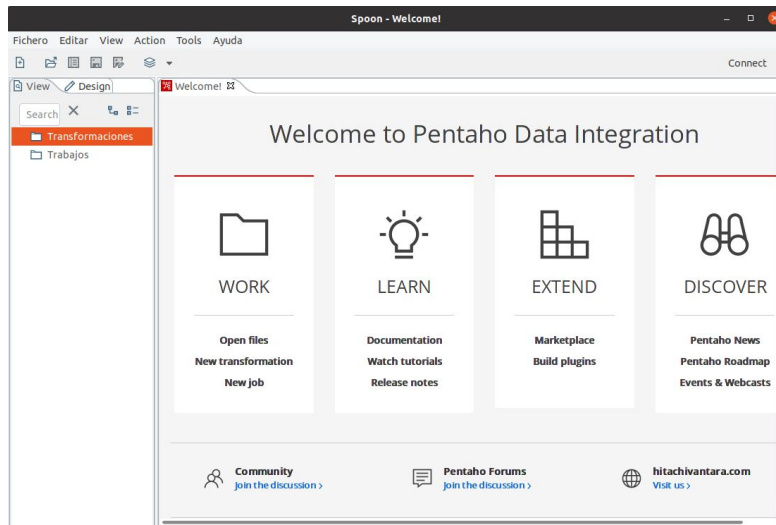 Spoon - Welcome!
Fichero Editar View Action Tools Ayuda
Connect
View Design
Welcome!
Search
Transformaciones
Trabajos
Welcome to Pentaho Data Integration
WORK
Open files
New transformation
New job
LEARN
Documentation
Watch tutorials
Release notes
EXTEND
Marketplace
Build plugins
DISCOVER
Pentaho News
Pentaho Roadmap
Events & Webcasts
Community
Join the discussion >
Pentaho Forums
Join the discussion >
hitachivantara.com
Visit us >